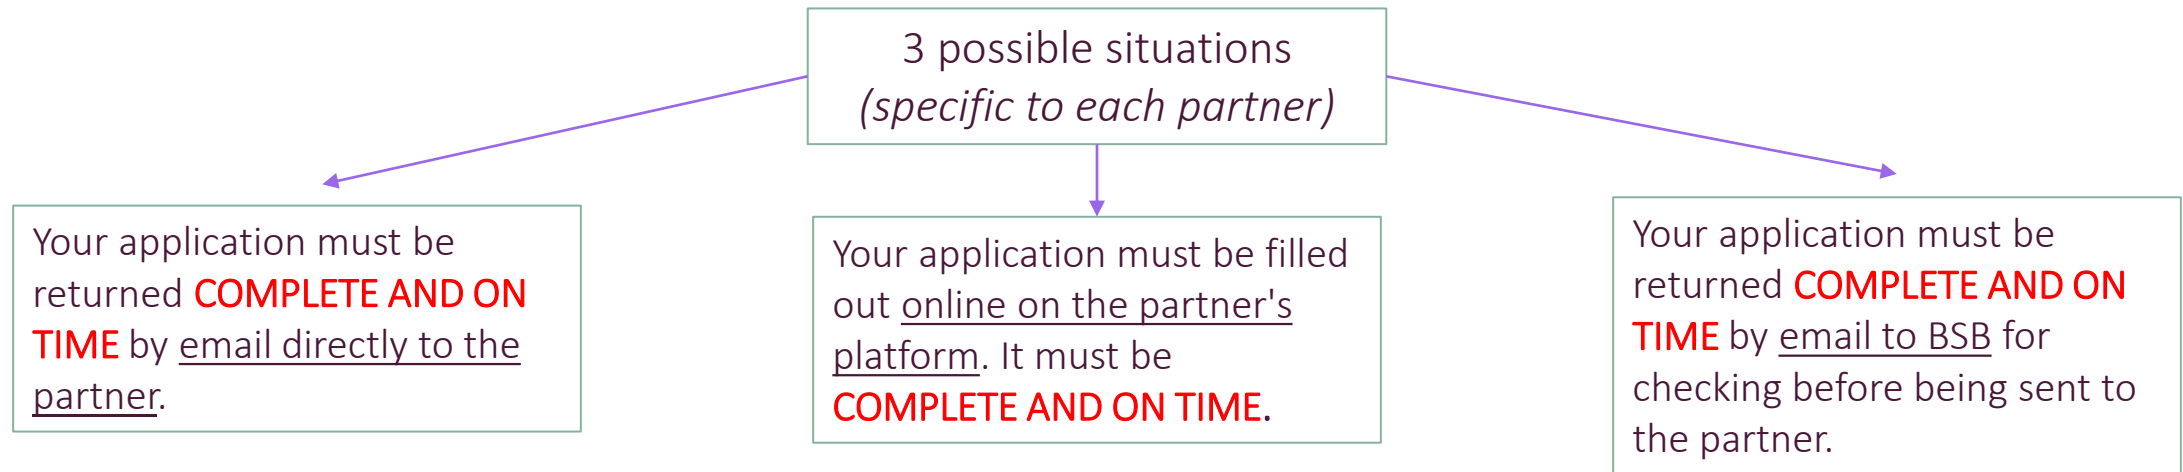 3 possible situations
(specific to each partner)
Your application must be
returned COMPLETE AND ON
TIME by email directly to the
partner.
Your application must be filled
out online on the partner's
platform. It must be
COMPLETE AND ON TIME.
Your application must be
returned COMPLETE AND ON
TIME by email to BSB for
checking before being sent to
the partner.